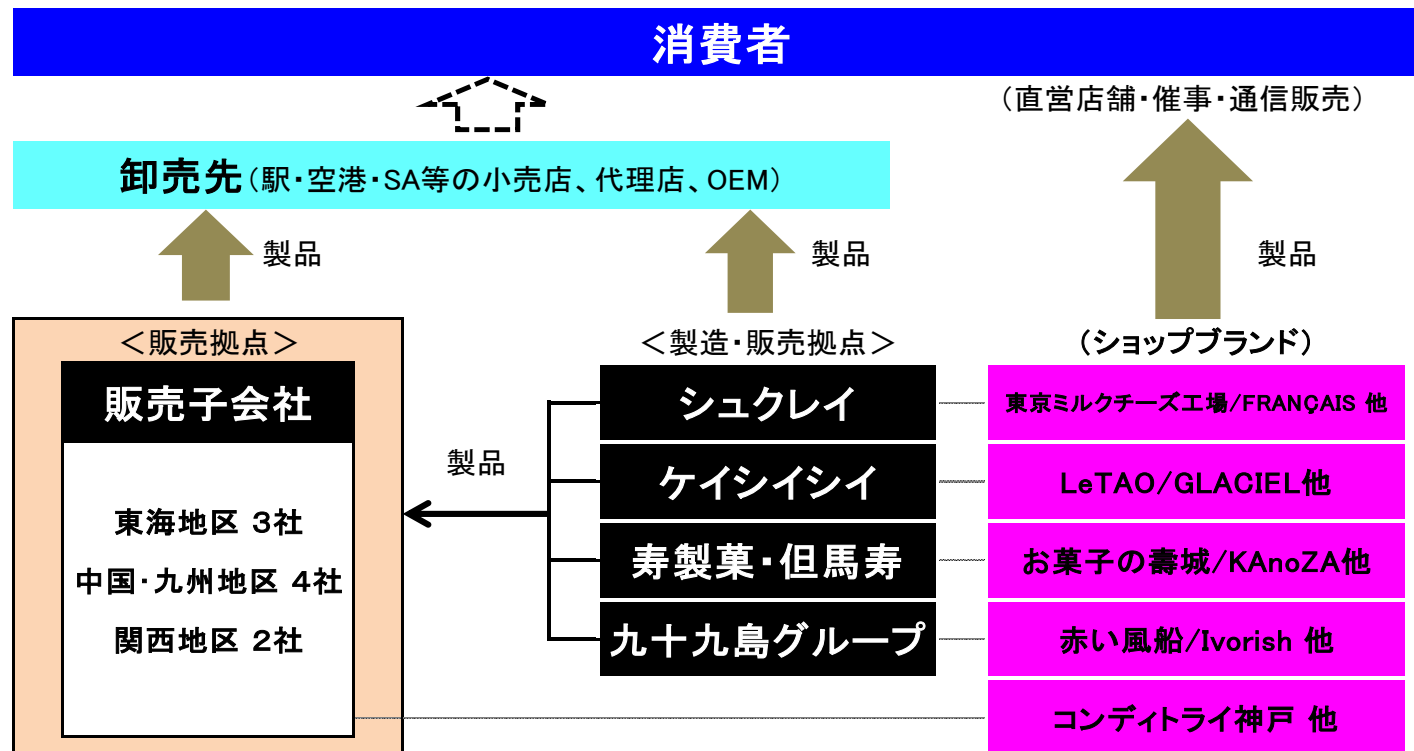 消費者
（直営店舗・催事・通信販売）
卸売先（駅・空港・SA等の小売店、代理店、OEM）
製品
製品
製品
＜販売拠点＞
＜製造・販売拠点＞
（ショップブランド）
販売子会社
東海地区 3社
中国・九州地区 4社
関西地区 2社
製品
シュクレイ
東京ミルクチーズ工場/FRANÇAIS 他
ケイシイシイ
LeTAO/GLACIEL他
寿製菓・但馬寿
お菓子の壽城/KAnoZA他
九十九島グループ
赤い風船/Ivorish 他
コンディトライ神戸 他